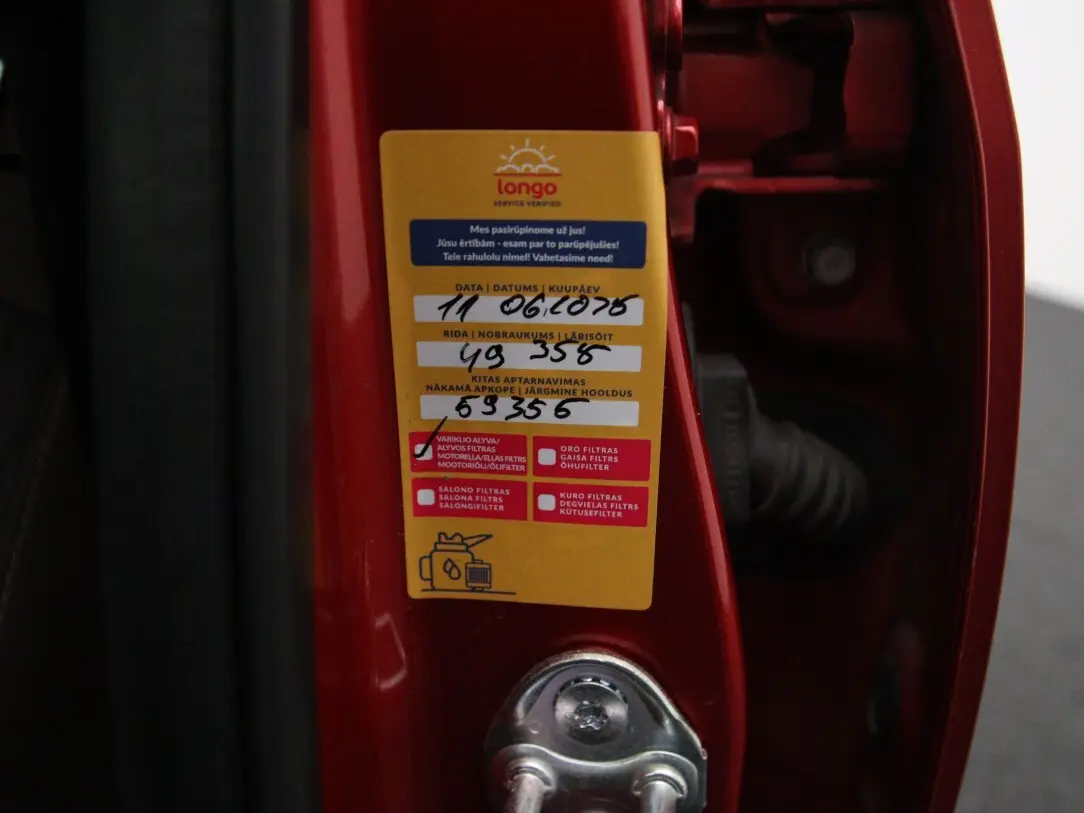 longo
SERVICE VERIFIED
Mes pasirūpinome už jus!
Jūsu ērtībām - esam par to parūpējušies!
Teie rahulolu nimel! Vahetasime need!
DATA | DATUMS | KUUPÄEV
11 06.2025
RIDA | NOBRAUKUMS | LÄBISÕIT
49 356
KITAS APTARNAVIMAS
NĀKAMĀ APKOPE | JÄRGMINE HOOLDUS
59356
VARIKLIO ALYVA/
ALYVOS FILTRAS
MOTOREĻĻA/EĻĻAS FILTRS
MOOTORIÕLI/ÕLIFILTER
ORO FILTRAS
GAISA FILTRS
ÕHUFILTER
SALONO FILTRAS
SALONA FILTRS
SALONGIFILTER
KURO FILTRAS
DEGVIELAS FILTRS
KÜTUSEFILTER